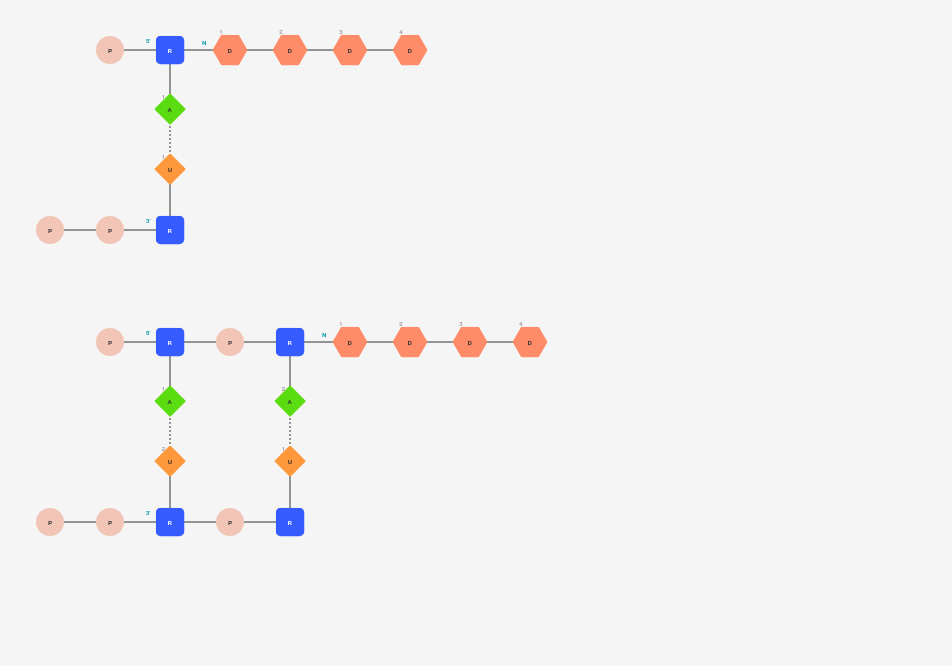 1 2 3 4
5' N
P R D D D D
1
A
1
U
3'
P P R
1 2 3 4
5' N
P R P R D D D D
1 2
A A
2 1
U U
3'
P P R P R